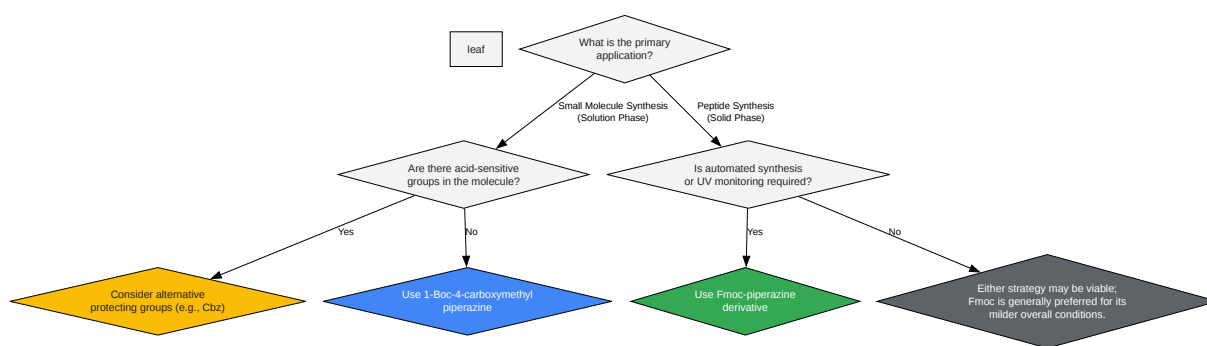 leaf
What is the primary
application?
Small Molecule Synthesis
(Solution Phase)
Peptide Synthesis
(Solid Phase)
Are there acid-sensitive
groups in the molecule?
Is automated synthesis
or UV monitoring required?
Yes
No
Yes
No
Consider alternative
protecting groups (e.g., Cbz)
Use 1-Boc-4-carboxymethyl
piperazine
Use Fmoc-piperazine
derivative
Either strategy may be viable;
Fmoc is generally preferred for its
milder overall conditions.